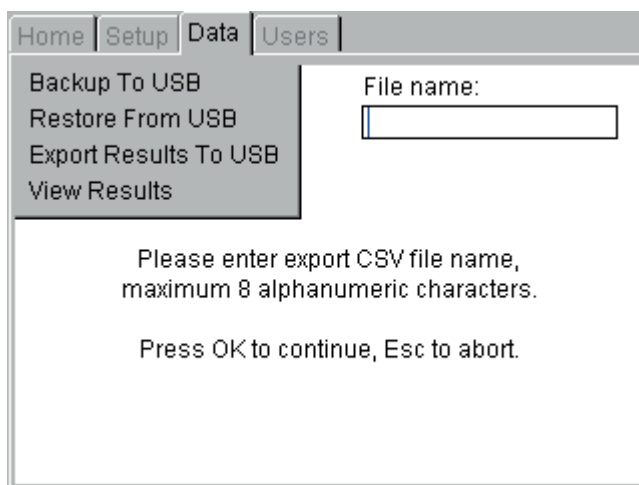 Home Setup Data Users
Backup To USB
Restore From USB
Export Results To USB
View Results
File name:
Please enter export CSV file name,
maximum 8 alphanumeric characters.
Press OK to continue, Esc to abort.